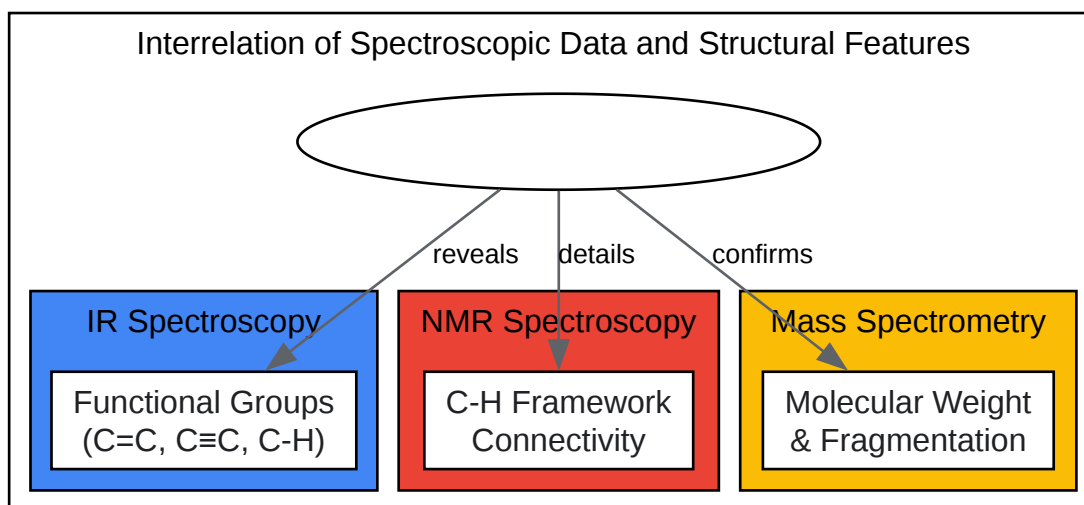 Interrelation of Spectroscopic Data and Structural Features
reveals
details
confirms
IR Spectroscopy
NMR Spectroscopy
Mass Spectrometry
Functional Groups
(C=C, C≡C, C-H)
C-H Framework
Connectivity
Molecular Weight
& Fragmentation